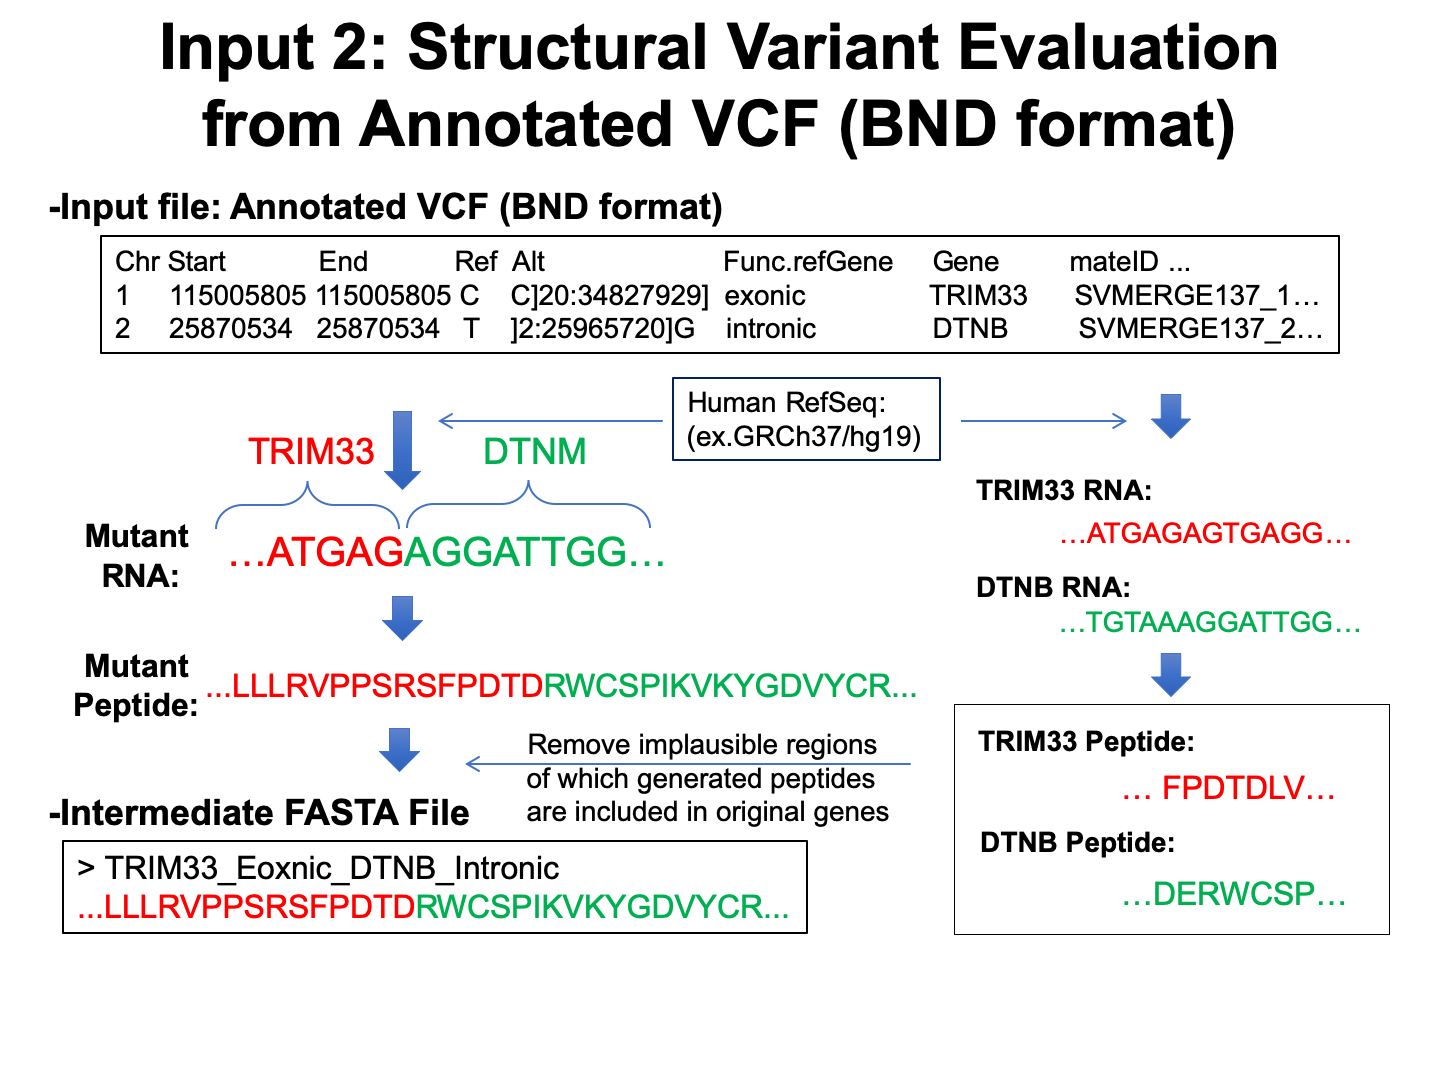 Input 2: Structural Variant Evaluation
from Annotated VCF (BND format)
-Input file: Annotated VCF (BND format)
Chr Start End Ref Alt Func.refGene Gene mateID ...
1 115005805 115005805 C C]20:34827929] exonic TRIM33 SVMERGE137_1…
2 25870534 25870534 T ]2:25965720]G intronic DTNB SVMERGE137_2…
Human RefSeq:
(ex.GRCh37/hg19)
TRIM33 DTNM
Mutant
RNA:
…ATGAGAGGATTGG…
Mutant
Peptide:
...LLLRVPPSRSFPDTDRWCSPIKVKYGDVYCR...
TRIM33 RNA:
…ATGAGAGTGAGG…
DTNB RNA:
…TGTAAAGGATTGG…
Remove implausible regions
of which generated peptides
are included in original genes
TRIM33 Peptide:
… FPDTDLV…
DTNB Peptide:
…DERWCSP…
-Intermediate FASTA File
> TRIM33_Eoxnic_DTNB_Intronic
...LLLRVPPSRSFPDTDRWCSPIKVKYGDVYCR...